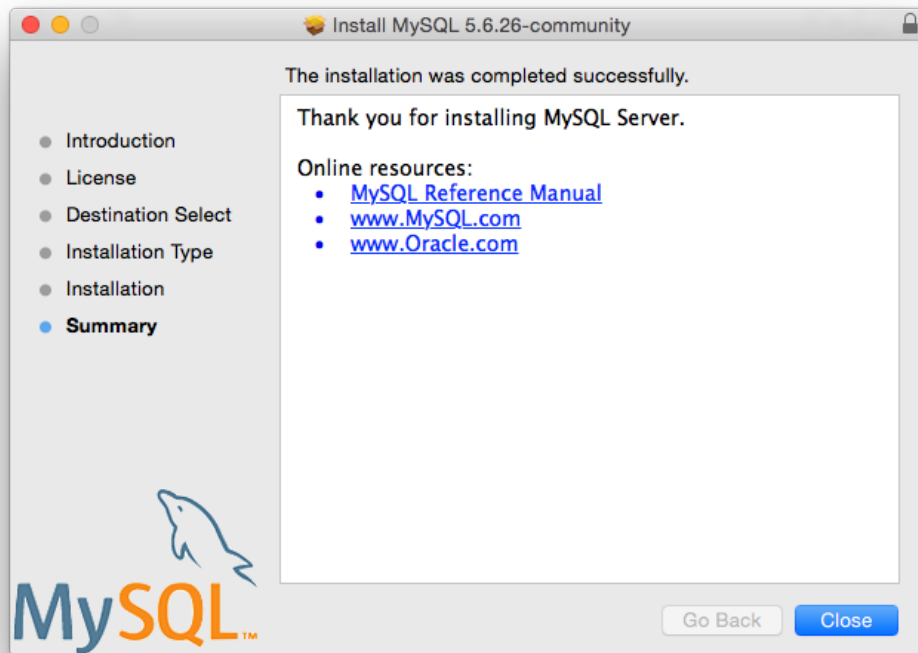 Install MySQL 5.6.26-community
The installation was completed successfully.
Introduction
License
Destination Select
Installation Type
Installation
Summary
Thank you for installing MySQL Server.
Online resources:
• MySQL Reference Manual
• www.MySQL.com
• www.Oracle.com
MySQL™
Go Back
Close